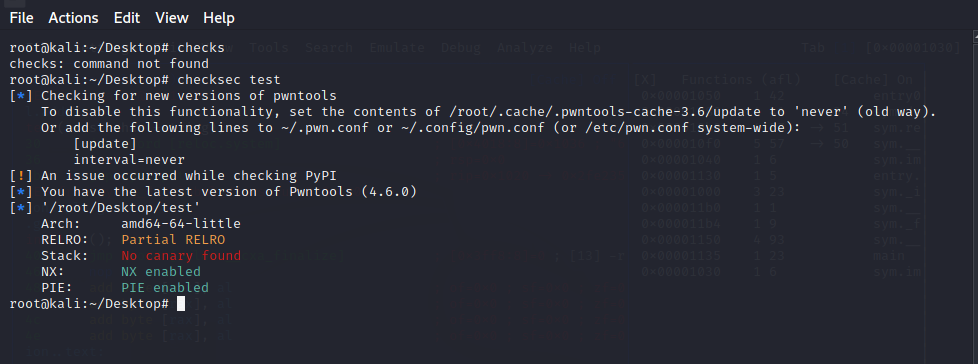 File Actions Edit View Help
root@kali:~/Desktop# checks
checks: command not found
root@kali:~/Desktop# checksec test
[*] Checking for new versions of pwntools
    To disable this functionality, set the contents of /root/.cache/.pwntools-cache-3.6/update to 'never' (old way).
    Or add the following lines to ~/.pwn.conf or ~/.config/pwn.conf (or /etc/pwn.conf system-wide):
        [update]
        interval=never
[!] An issue occurred while checking PyPI
[*] You have the latest version of Pwntools (4.6.0)
[*] '/root/Desktop/test'
    Arch:     amd64-64-little
    RELRO:    Partial RELRO
    Stack:    No canary found
    NX:       NX enabled
    PIE:      PIE enabled
root@kali:~/Desktop#